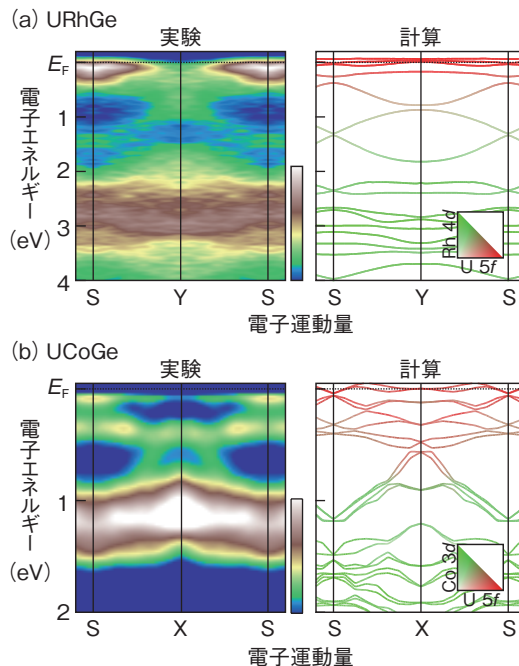 (a) URhGe
実験
計算
E_F
1
2
3
4
電子エネルギー
(eV)
Rh 4d
U 5f
S
Y
S
S
Y
S
電子運動量
(b) UCoGe
実験
計算
E_F
1
2
電子エネルギー
(eV)
Co 3d
U 5f
S
X
S
S
X
S
電子運動量